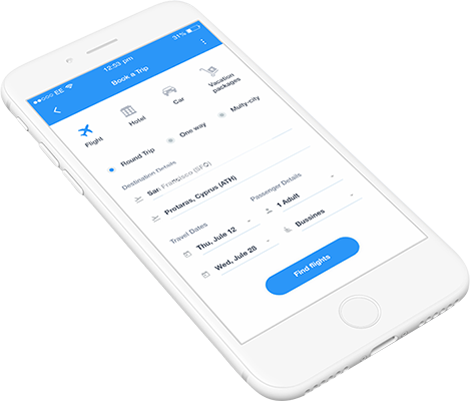 EE 12:53 pm 31%
Book a Trip
Flight Hotel Car Vacation packages
Round Trip One way Multy-city
Destination Details
San Francisco (SFO)
Protaras, Cyprus (ATH)
Travel Dates Passenger Details
Thu, Jule 12 1 Adult
Wed, Jule 28 Bussines
Find flights